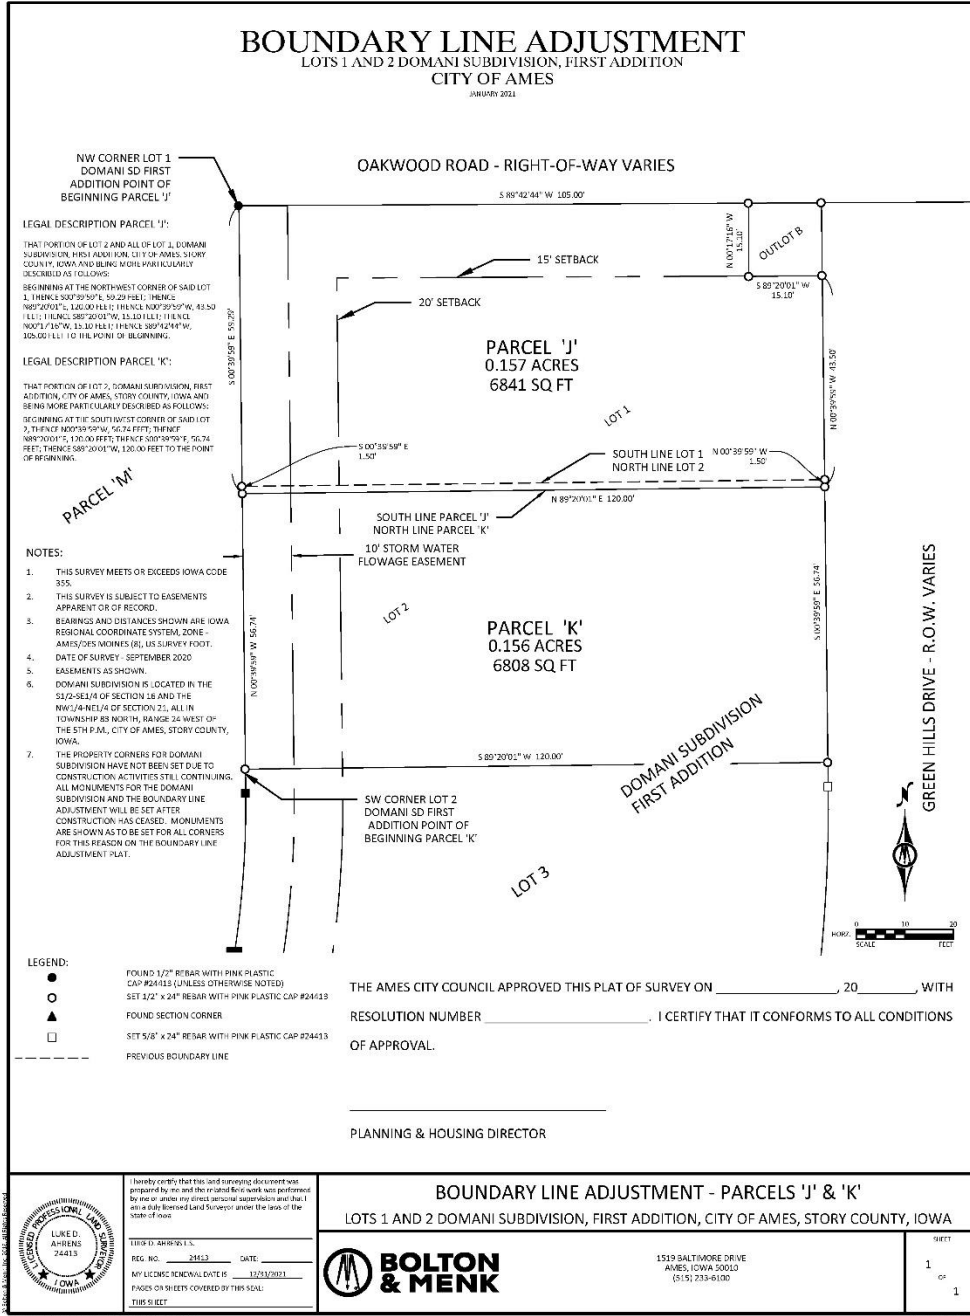 BOUNDARY LINE ADJUSTMENT
LOTS 1 AND 2 DOMANI SUBDIVISION, FIRST ADDITION
CITY OF AMES
JANUARY 2021
NW CORNER LOT 1
DOMANI SD FIRST
ADDITION POINT OF
BEGINNING PARCEL 'J'
OAKWOOD ROAD - RIGHT-OF-WAY VARIES
S 89°42'44" W 105.00'
LEGAL DESCRIPTION PARCEL 'J':
THAT PORTION OF LOT 2 AND ALL OF LOT 1, DOMANI
SUBDIVISION, FIRST ADDITION, CITY OF AMES, STORY
COUNTY, IOWA AND BEING MORE PARTICULARLY
DESCRIBED AS FOLLOWS:
BEGINNING AT THE NORTHWEST CORNER OF SAID LOT
1, THENCE S00°39'59"E, 59.29 FEET; THENCE
N89°20'01"E, 120.00 FEET; THENCE N00°39'59"W, 43.50
FEET; THENCE S89°20'01"W, 15.10 FEET; THENCE
N00°17'16"W, 15.10 FEET; THENCE S89°42'44"W,
105.00 FEET TO THE POINT OF BEGINNING.
LEGAL DESCRIPTION PARCEL 'K':
THAT PORTION OF LOT 2, DOMANI SUBDIVISION, FIRST
ADDITION, CITY OF AMES, STORY COUNTY, IOWA AND
BEING MORE PARTICULARLY DESCRIBED AS FOLLOWS:
BEGINNING AT THE SOUTHWEST CORNER OF SAID LOT
2, THENCE N00°39'59"W, 56.74 FEET; THENCE
N89°20'01"E, 120.00 FEET; THENCE S00°39'59"E, 56.74
FEET; THENCE S89°20'01"W, 120.00 FEET TO THE POINT
OF BEGINNING.
N 00°17'16" W
15.10'
OUTLOT B
15' SETBACK
S 89°20'01" W
15.10'
20' SETBACK
S 00°39'59" E 59.29'
PARCEL 'J'
0.157 ACRES
6841 SQ FT
N 00°39'59" W 43.50'
LOT 1
S 00°39'59" E
1.50'
SOUTH LINE LOT 1
NORTH LINE LOT 2
N 00°39'59" W
1.50'
PARCEL 'M'
N 89°20'01" E 120.00'
SOUTH LINE PARCEL 'J'
NORTH LINE PARCEL 'K'
10' STORM WATER
FLOWAGE EASEMENT
NOTES:
1. THIS SURVEY MEETS OR EXCEEDS IOWA CODE
355.
2. THIS SURVEY IS SUBJECT TO EASEMENTS
APPARENT OR OF RECORD.
3. BEARINGS AND DISTANCES SHOWN ARE IOWA
REGIONAL COORDINATE SYSTEM, ZONE -
AMES/DES MOINES (8), US SURVEY FOOT.
4. DATE OF SURVEY - SEPTEMBER 2020
5. EASEMENTS AS SHOWN.
6. DOMANI SUBDIVISION IS LOCATED IN THE
S1/2-SE1/4 OF SECTION 16 AND THE
NW1/4-NE1/4 OF SECTION 21, ALL IN
TOWNSHIP 83 NORTH, RANGE 24 WEST OF
THE 5TH P.M., CITY OF AMES, STORY COUNTY,
IOWA.
7. THE PROPERTY CORNERS FOR DOMANI
SUBDIVISION HAVE NOT BEEN SET DUE TO
CONSTRUCTION ACTIVITIES STILL CONTINUING.
ALL MONUMENTS FOR THE DOMANI
SUBDIVISION AND THE BOUNDARY LINE
ADJUSTMENT WILL BE SET AFTER
CONSTRUCTION HAS CEASED. MONUMENTS
ARE SHOWN AS TO BE SET FOR ALL CORNERS
FOR THIS REASON ON THE BOUNDARY LINE
ADJUSTMENT PLAT.
LOT 2
N 00°39'59" W 56.74'
PARCEL 'K'
0.156 ACRES
6808 SQ FT
S 00°39'59" E 56.74'
GREEN HILLS DRIVE - R.O.W. VARIES
S 89°20'01" W 120.00'
DOMANI SUBDIVISION
FIRST ADDITION
SW CORNER LOT 2
DOMANI SD FIRST
ADDITION POINT OF
BEGINNING PARCEL 'K'
LOT 3
N
0 10 20
HORZ.
SCALE FEET
LEGEND:
FOUND 1/2" REBAR WITH PINK PLASTIC
CAP #24413 (UNLESS OTHERWISE NOTED)
SET 1/2" x 24" REBAR WITH PINK PLASTIC CAP #24413
FOUND SECTION CORNER
SET 5/8" x 24" REBAR WITH PINK PLASTIC CAP #24413
PREVIOUS BOUNDARY LINE
THE AMES CITY COUNCIL APPROVED THIS PLAT OF SURVEY ON ____________, 20______, WITH
RESOLUTION NUMBER ________________. I CERTIFY THAT IT CONFORMS TO ALL CONDITIONS
OF APPROVAL.
PLANNING & HOUSING DIRECTOR
LICENSED PROFESSIONAL LAND SURVEYOR
LUKE D.
AHRENS
24413
IOWA
I hereby certify that this land surveying document was
prepared by me and the related field work was performed
by me or under my direct personal supervision and that I
am a duly licensed Land Surveyor under the laws of the
State of Iowa
LUKE D. AHRENS L.S.
REG. NO. 24413 DATE:
MY LICENSE RENEWAL DATE IS 12/31/2021
PAGES OR SHEETS COVERED BY THIS SEAL:
THIS SHEET
BOUNDARY LINE ADJUSTMENT - PARCELS 'J' & 'K'
LOTS 1 AND 2 DOMANI SUBDIVISION, FIRST ADDITION, CITY OF AMES, STORY COUNTY, IOWA
BOLTON
& MENK
1519 BALTIMORE DRIVE
AMES, IOWA 50010
(515) 233-6100
SHEET
1
OF
1